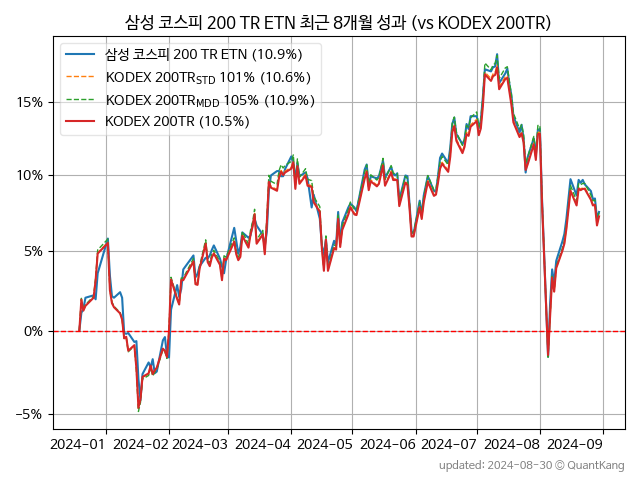 삼성 코스피 200 TR ETN 최근 8개월 성과 (vs KODEX 200TR)
삼성 코스피 200 TR ETN (10.9%)
KODEX 200TR_STD 101% (10.6%)
KODEX 200TR_MDD 105% (10.9%)
KODEX 200TR (10.5%)
15%
10%
5%
0%
−5%
2024-01 2024-02 2024-03 2024-04 2024-05 2024-06 2024-07 2024-08 2024-09
updated: 2024-08-30 © QuantKang